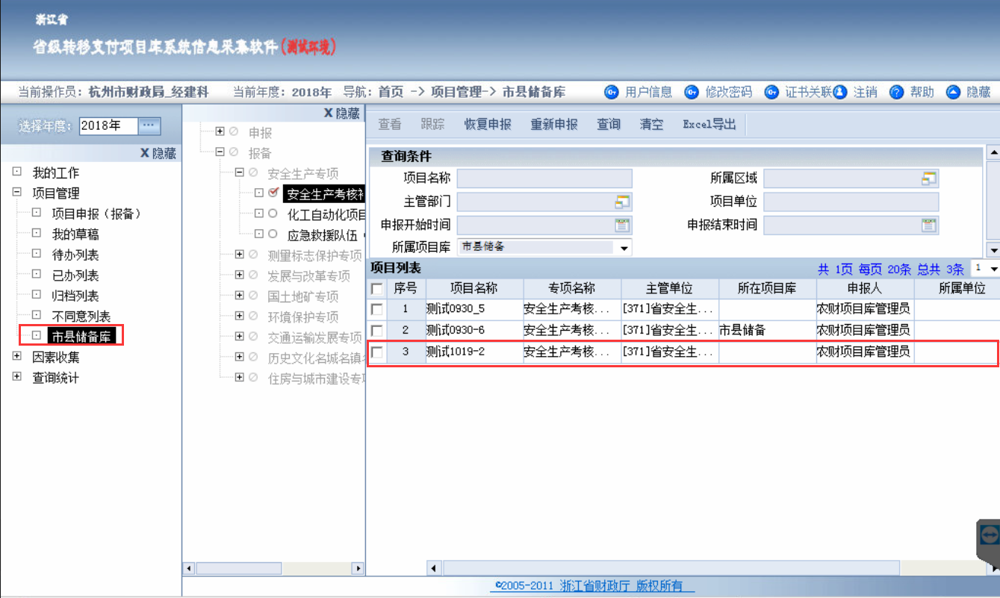 浙江省
省级转移支付项目库系统信息采集软件(测试环境)
当前操作员: 杭州市财政局_经建科 当前年度: 2018年 导航: 首页 -> 项目管理-> 市县储备库 用户信息 修改密码 证书关联 注销 帮助 隐藏
选择年度: 2018年 ...
X 隐藏
我的工作
项目管理
项目申报（报备）
我的草稿
待办列表
已办列表
归档列表
不同意列表
市县储备库
因素收集
查询统计
X 隐藏
申报
报备
安全生产专项
安全生产考核补
化工自动化项目
应急救援队伍
测量标志保护专项
发展与改革专项
国土地矿专项
环境保护专项
交通运输发展专项
历史文化名城名镇名
住房与城市建设专项
查看 跟踪 恢复申报 重新申报 查询 清空 Excel导出
查询条件
项目名称 所属区域
主管部门 项目单位
申报开始时间 申报结束时间
所属项目库 市县储备
项目列表 共 1页 每页 20条 总共 3条 1
序号 项目名称 专项名称 主管单位 所在项目库 申报人 所属单位
1 测试0930_5 安全生产考核... [371]省安全生... 农财项目库管理员
2 测试0930-6 安全生产考核... [371]省安全生... 市县储备 农财项目库管理员
3 测试1019-2 安全生产考核... [371]省安全生... 农财项目库管理员
©2005-2011 浙江省财政厅 版权所有